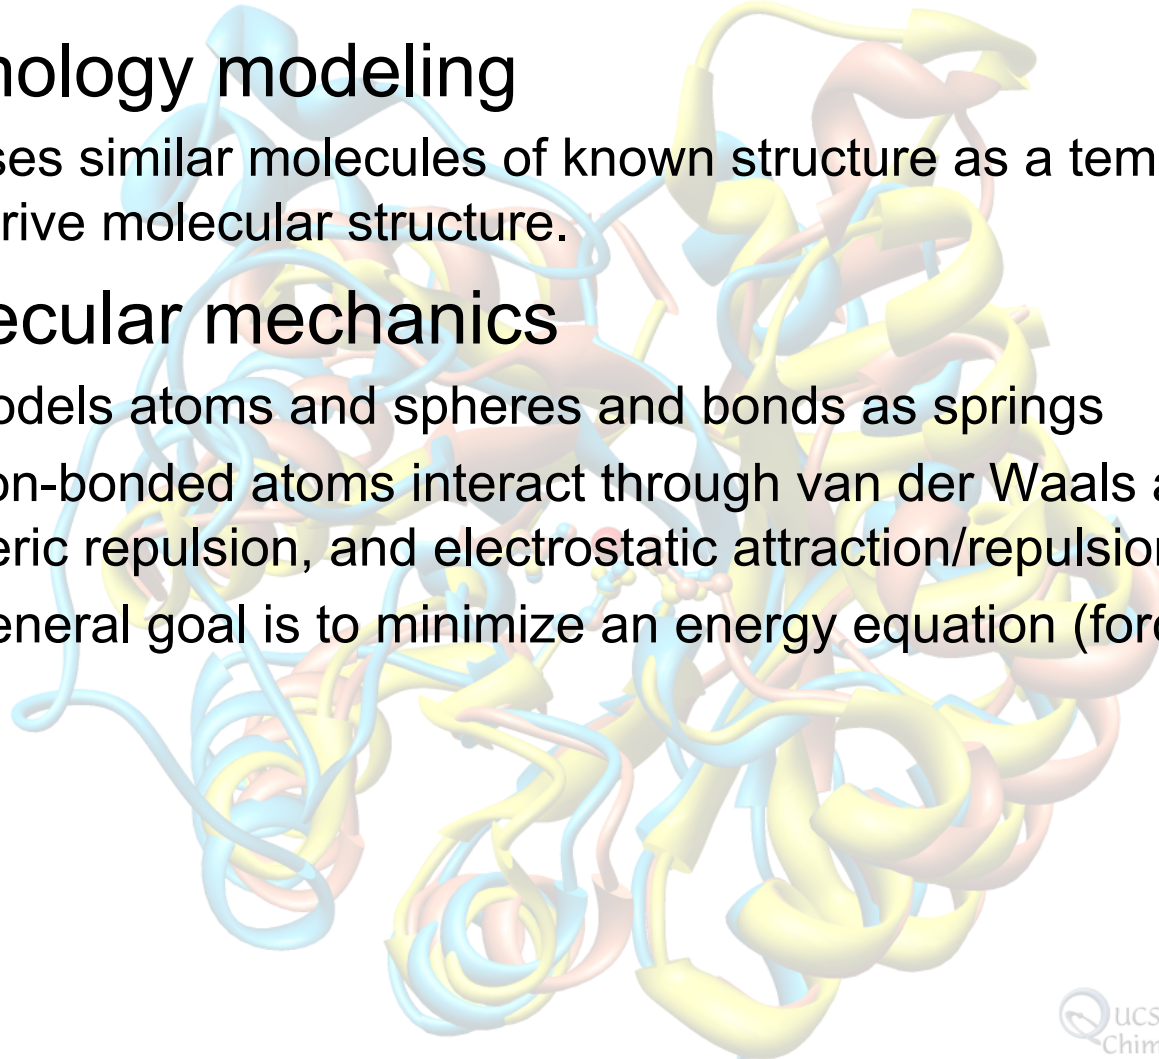 nology modeling
ses similar molecules of known structure as a tem
rive molecular structure.
ecular mechanics
odels atoms and spheres and bonds as springs
on-bonded atoms interact through van der Waals a
eric repulsion, and electrostatic attraction/repulsion
eneral goal is to minimize an energy equation (forc
ucs
Chim